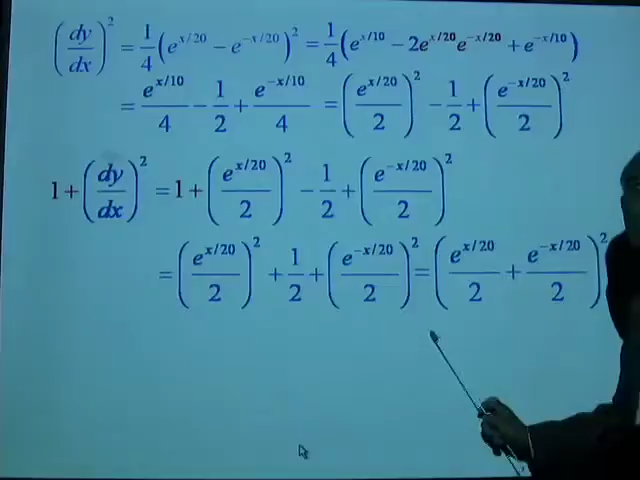 (dy/dx)² = 1/4 (e^(x/20) − e^(−x/20))² = 1/4 (e^(x/10) − 2e^(x/20)e^(−x/20) + e^(−x/10))
= e^(x/10)/4 − 1/2 + e^(−x/10)/4 = (e^(x/20)/2)² − 1/2 + (e^(−x/20)/2)²
1 + (dy/dx)² = 1 + (e^(x/20)/2)² − 1/2 + (e^(−x/20)/2)²
= (e^(x/20)/2)² + 1/2 + (e^(−x/20)/2)² = (e^(x/20)/2 + e^(−x/20)/2)²